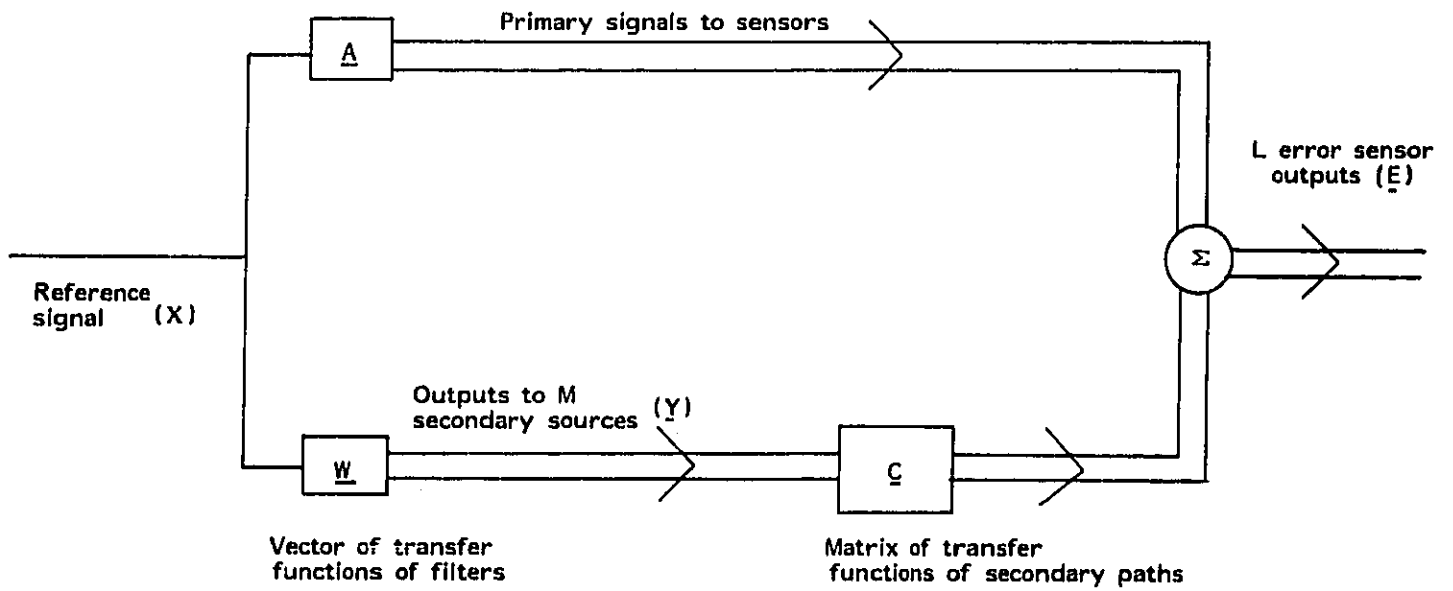 Primary signals to sensors
A
L error sensor
outputs (E)
Σ
Reference
signal (X)
Outputs to M
secondary sources (Y)
W
C
Vector of transfer
functions of filters
Matrix of transfer
functions of secondary paths